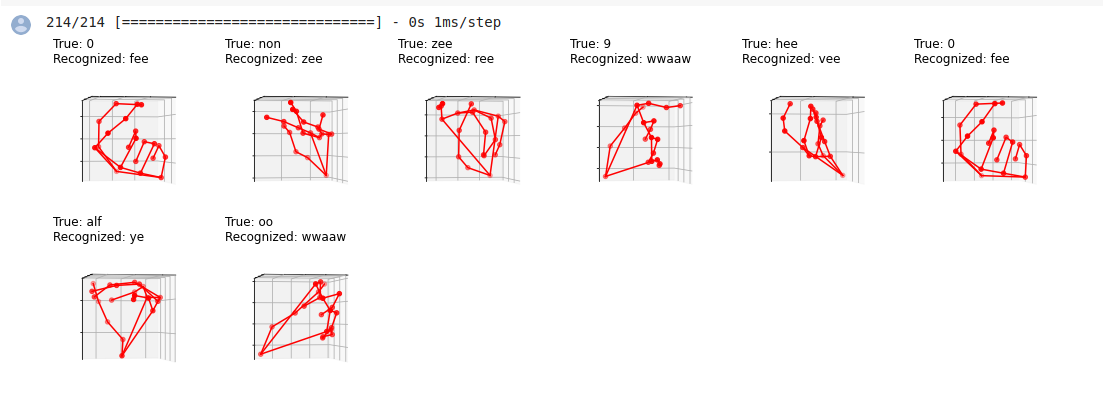 214/214 [==============================] - 0s 1ms/step
True: 0
Recognized: fee
True: non
Recognized: zee
True: zee
Recognized: ree
True: 9
Recognized: wwaaw
True: hee
Recognized: vee
True: 0
Recognized: fee
True: alf
Recognized: ye
True: oo
Recognized: wwaaw